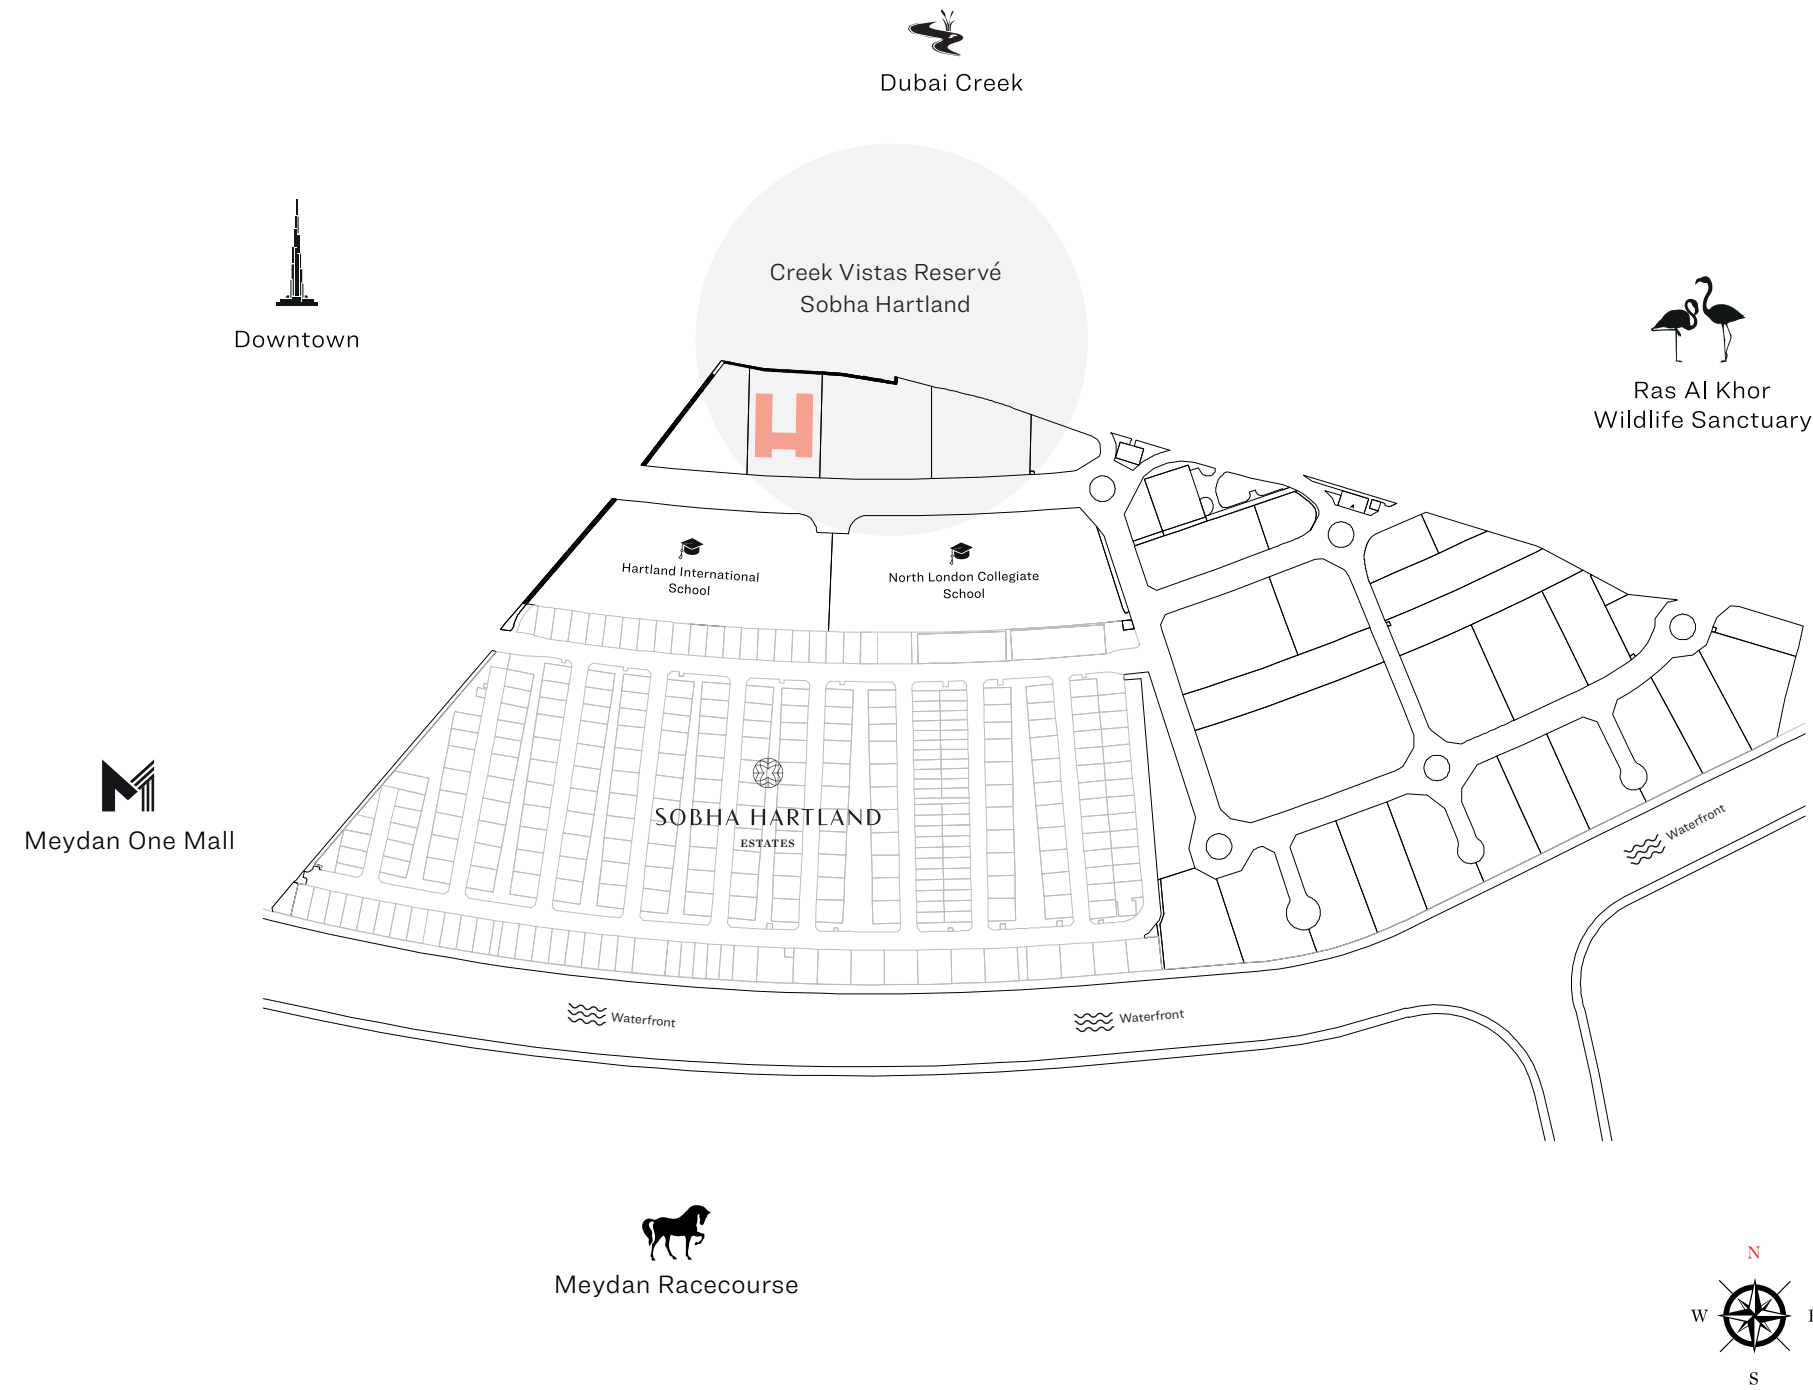 Dubai Creek
Creek Vistas Reservé
Sobha Hartland
Downtown
Ras Al Khor
Wildlife Sanctuary
Hartland International
School
North London Collegiate
School
Meydan One Mall
SOBHA HARTLAND
ESTATES
Waterfront
Waterfront
Waterfront
Meydan Racecourse
N
W
S